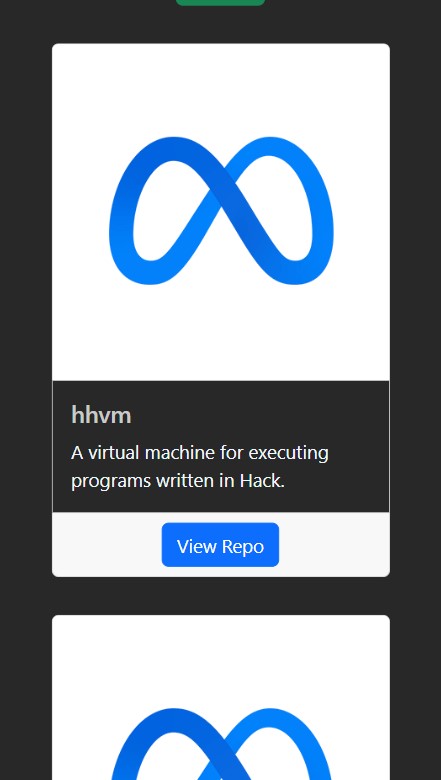 hhvm
A virtual machine for executing
programs written in Hack.
View Repo